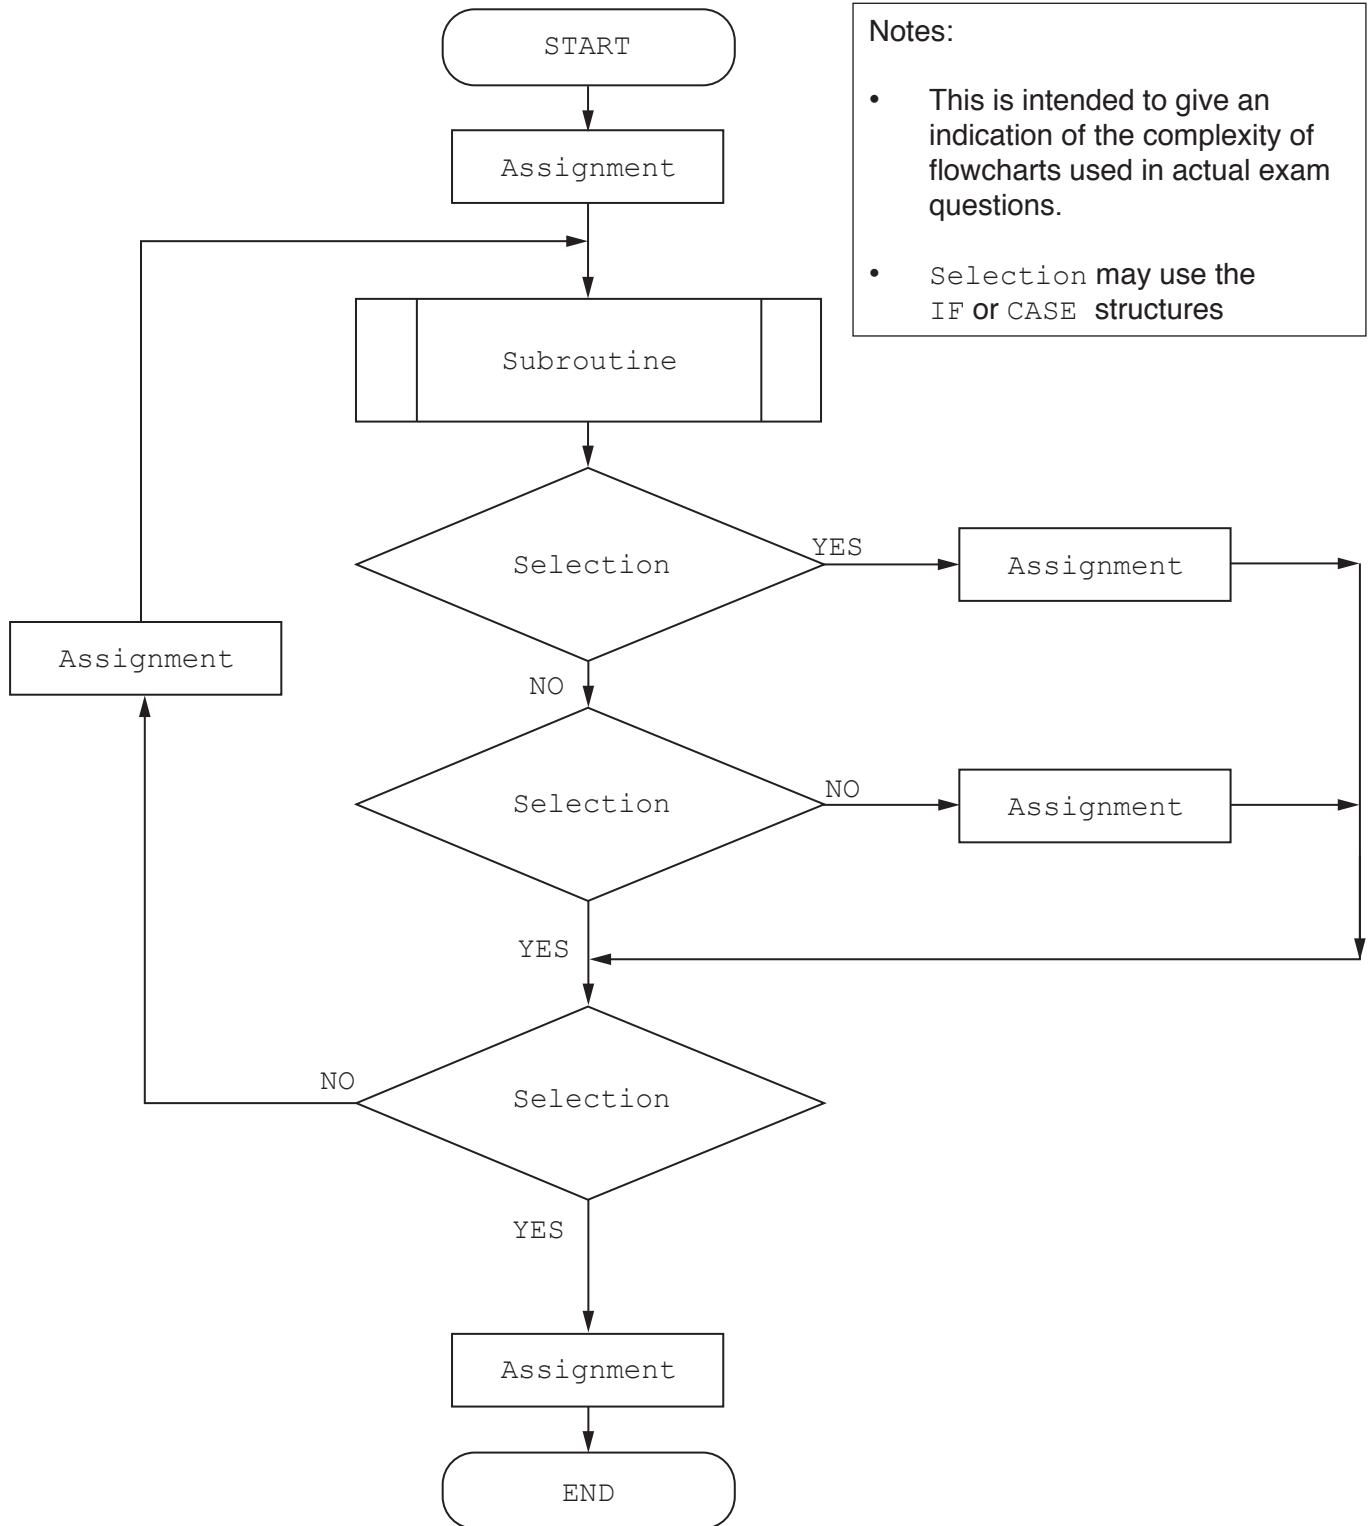 START
Notes:
• This is intended to give an
indication of the complexity of
flowcharts used in actual exam
questions.
• Selection may use the
IF or CASE structures
Assignment
Subroutine
Selection
YES
Assignment
Assignment
NO
Selection
NO
Assignment
YES
NO
Selection
YES
Assignment
END